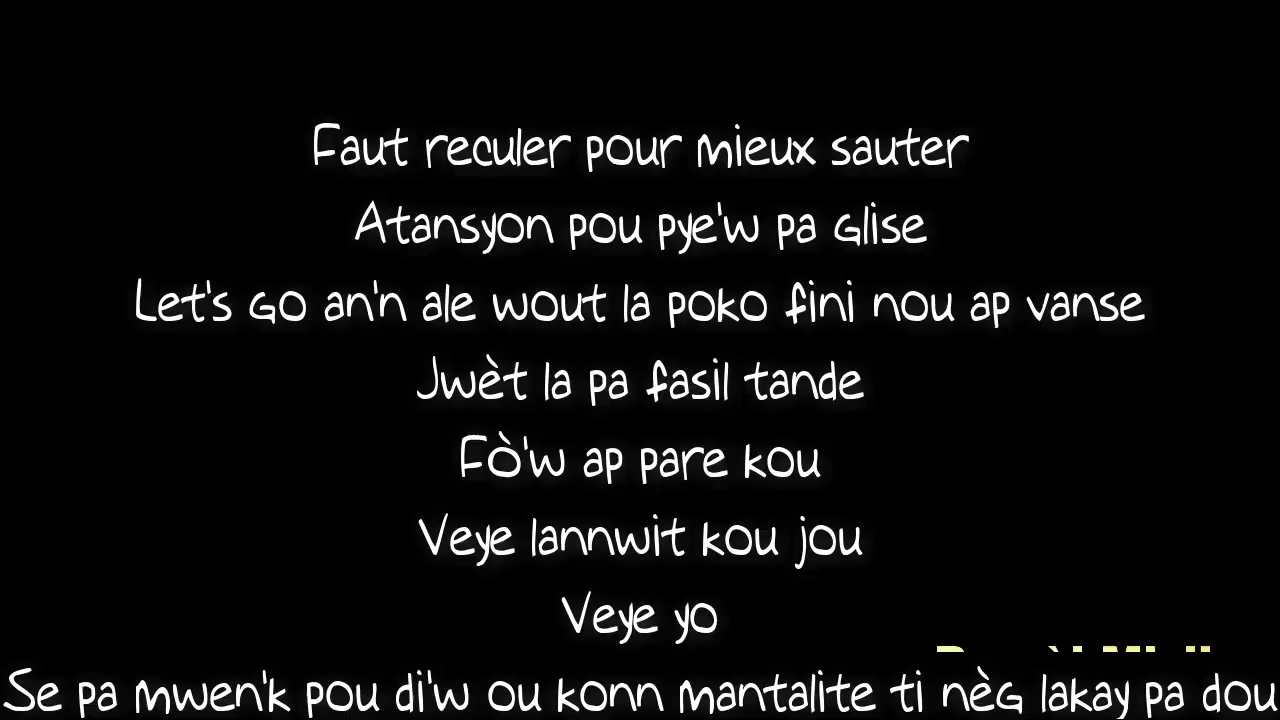 Faut reculer pour mieux sauter
Atansyon pou pye'w pa glise
Let's Go an'n ale wout la poko fini nou ap vanse
Jwèt la pa fasil tande
Fò'w ap pare kou
Veye lannwit kou jou
Veye yo
Se pa mwen'k pou di'w ou konn mantalite ti nèg lakay pa dou